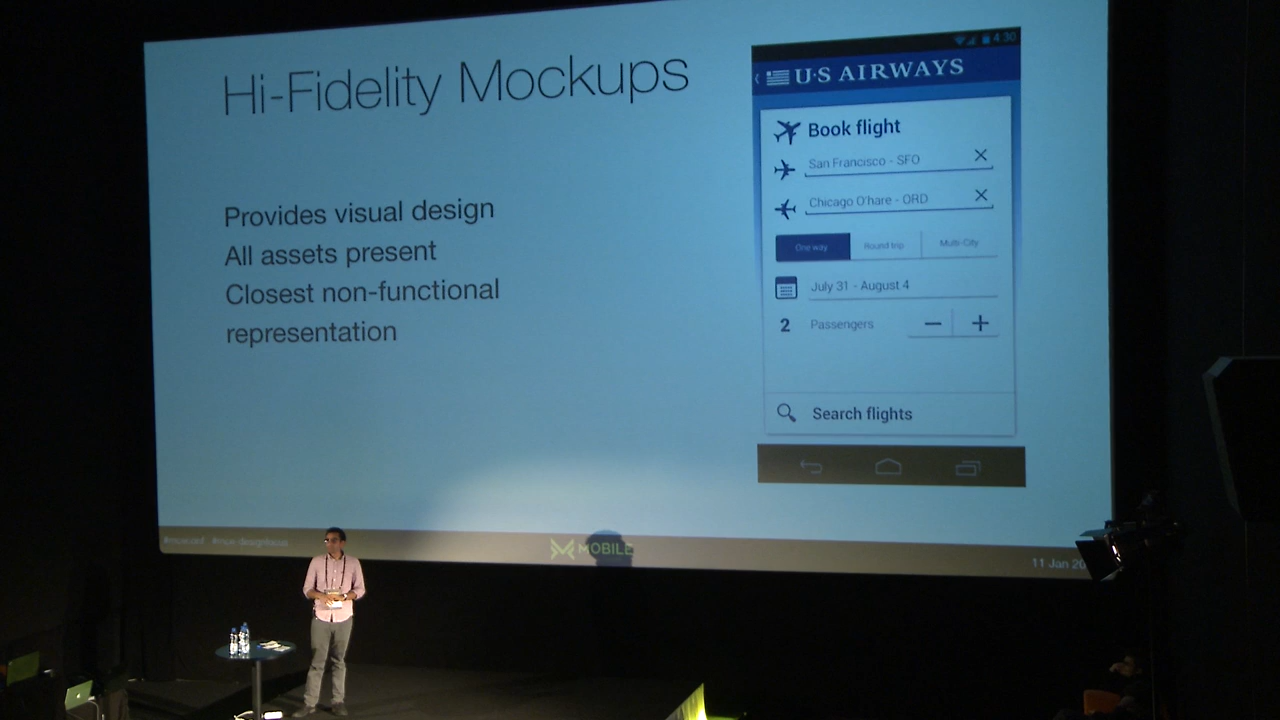 Hi-Fidelity Mockups
Provides visual design
All assets present
Closest non-functional
representation
4:30
U·S AIRWAYS
Book flight
San Francisco - SFO
Chicago O'hare - ORD
One way Round trip Multi-City
July 31 - August 4
2 Passengers
Search flights
MOBILE
11 Jan